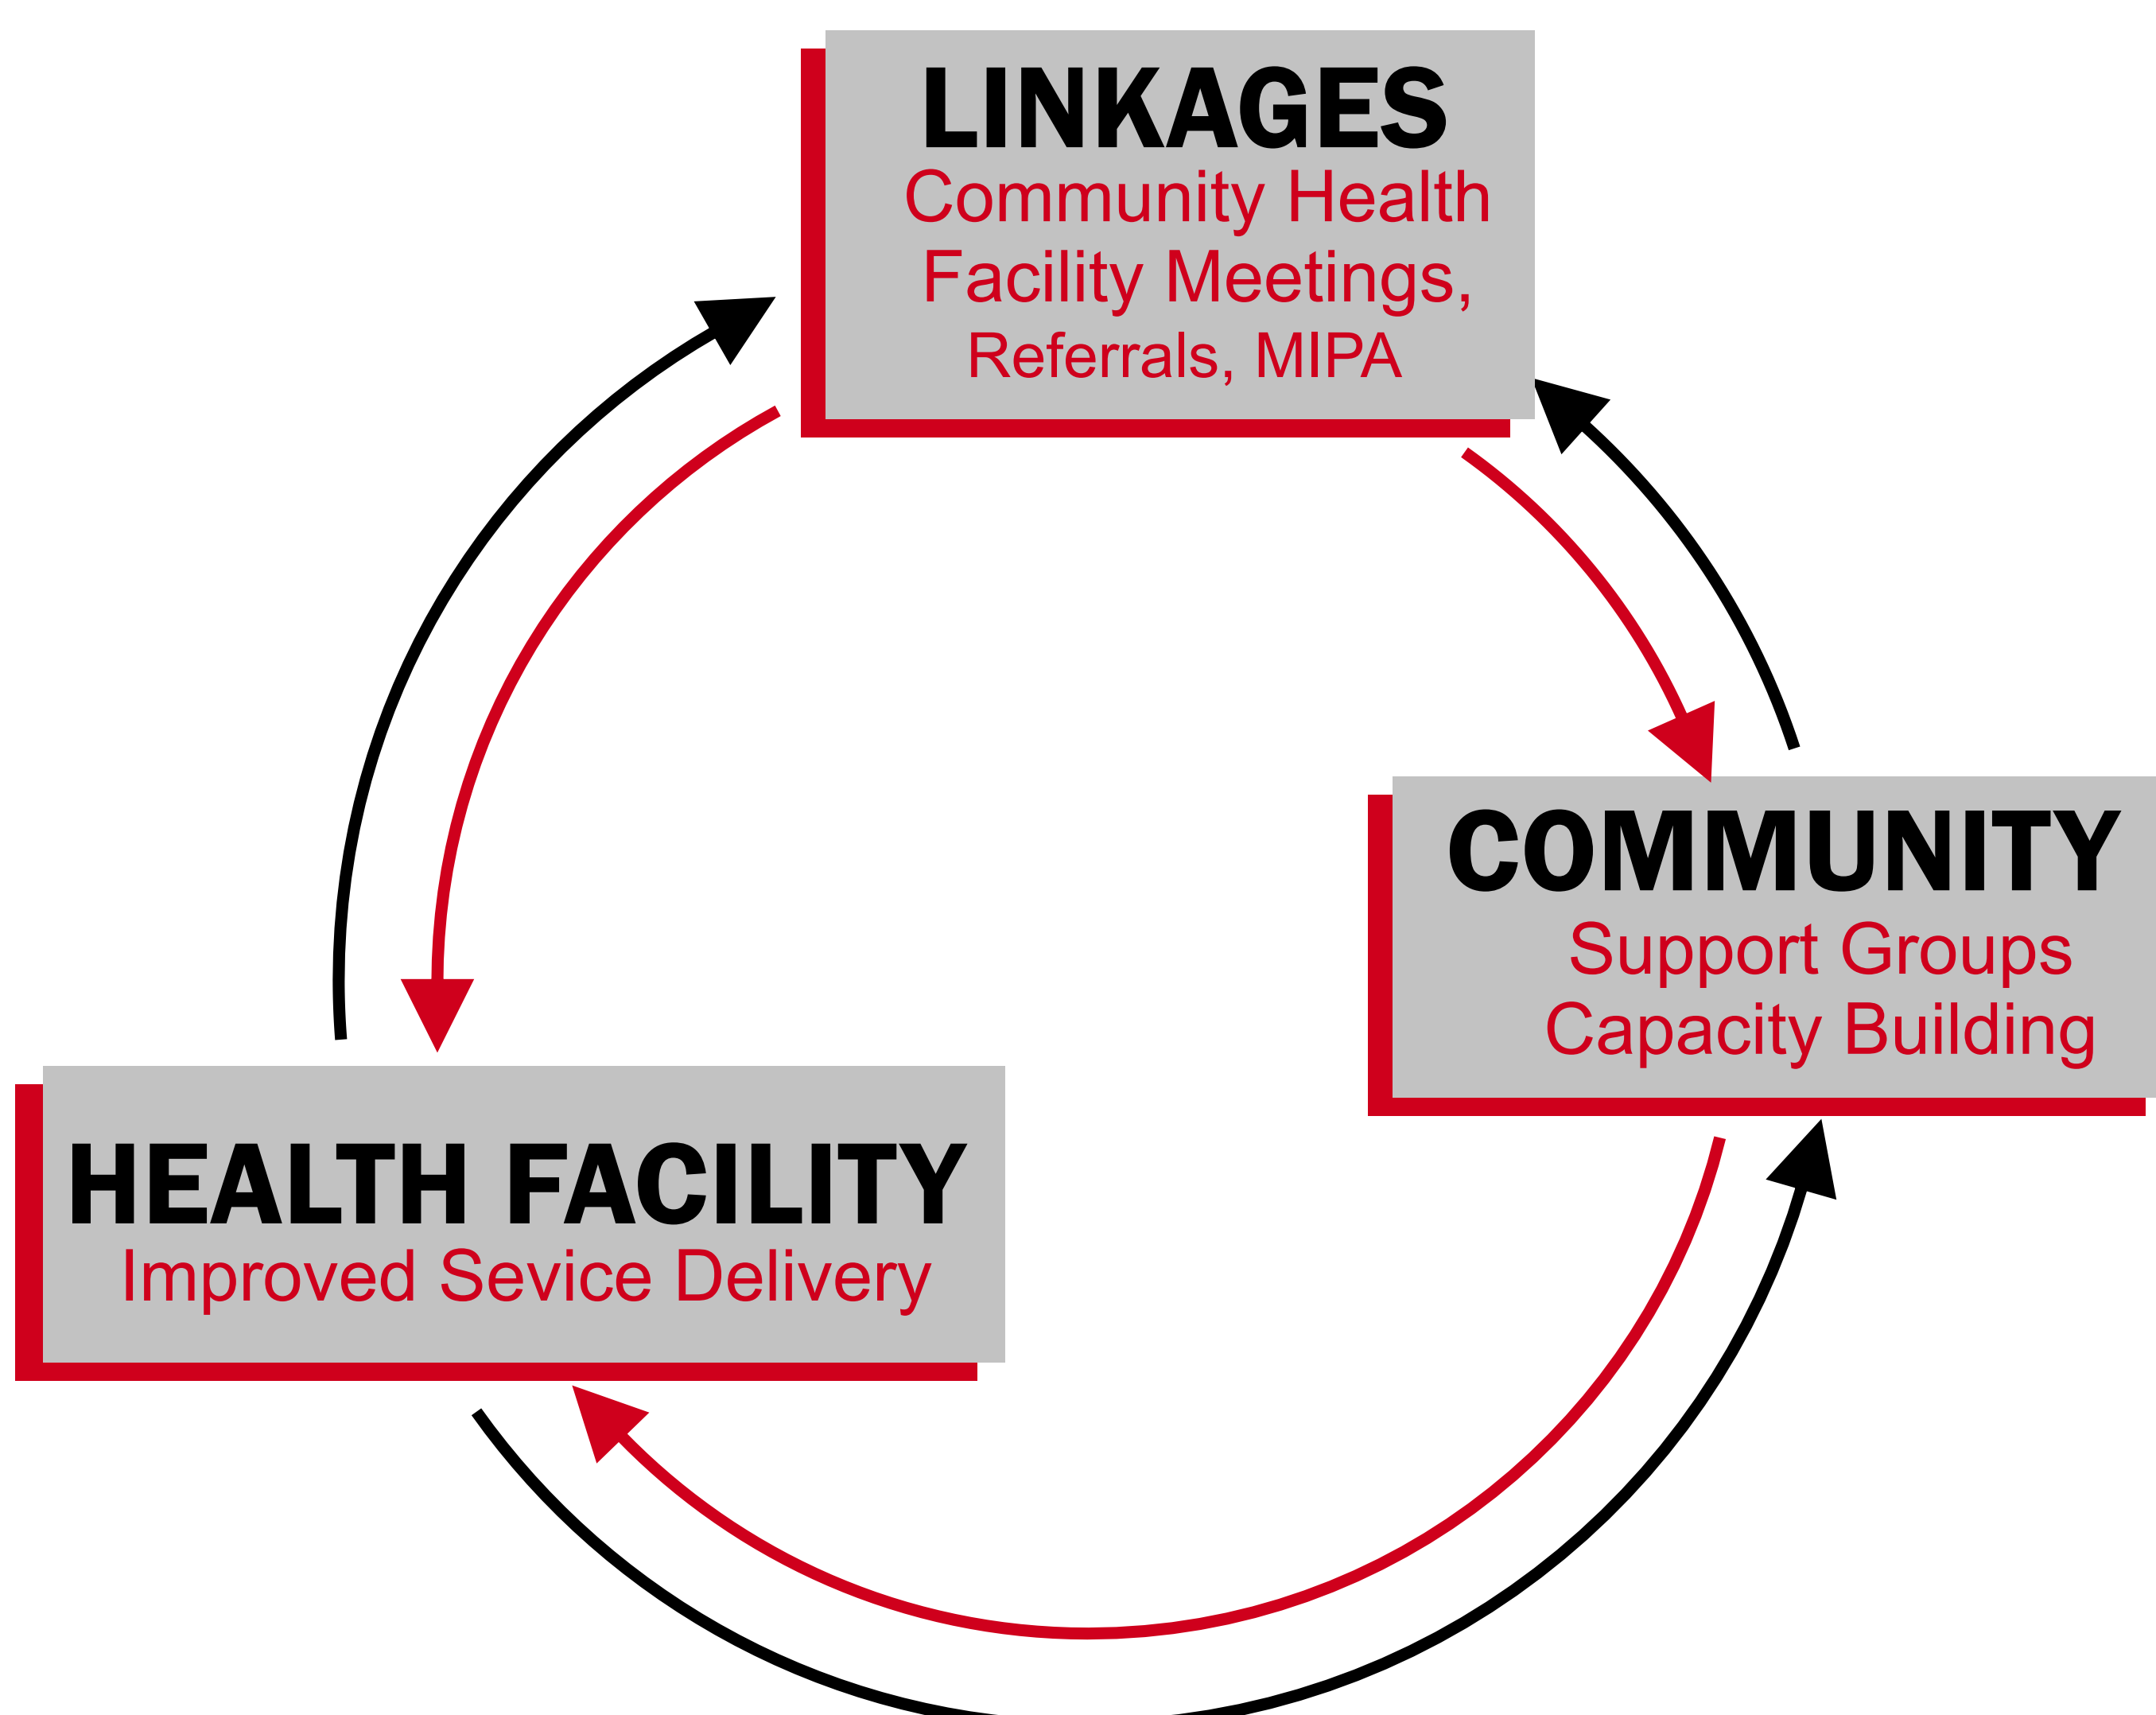 LINKAGES
Community Health
Facility Meetings,
Referrals, MIPA
COMMUNITY
Support Groups
Capacity Building
HEALTH FACILITY
Improved Sevice Delivery